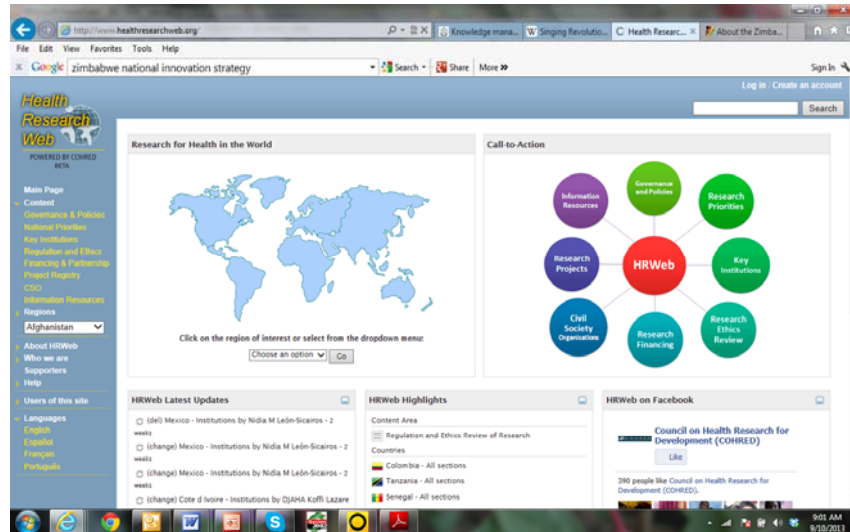 http://www.healthresearchweb.org/
Knowledge mana...
Singing Revolutio...
Health Researc...
About the Zimba...
File Edit View Favorites Tools Help
Google zimbabwe national innovation strategy Search Share More Sign In
Log in Create an account
Search
Health
Research
Web
POWERED BY COHRED
BETA
Main Page
Content
Governance & Policies
National Priorities
Key Institutions
Regulation and Ethics
Financing & Partnership
Project Registry
CSO
Information Resources
Regions
Afghanistan
About HRWeb
Who we are
Supporters
Help
Users of this site
Languages
English
Español
Français
Português
Research for Health in the World
Click on the region of interest or select from the dropdown menu:
Choose an option Go
Call-to-Action
Governance
and Policies
Information
Resources
Research
Priorities
Research
Projects
HRWeb
Key
Institutions
Civil
Society
Organisations
Research
Financing
Research
Ethics
Review
HRWeb Latest Updates
(del) Mexico - Institutions by Nidia M León-Sicairos - 2
weeks
(change) Mexico - Institutions by Nidia M León-Sicairos - 2
weeks
(change) Mexico - Institutions by Nidia M León-Sicairos - 2
weeks
(change) Cote d Ivoire - Institutions by DJAHA Koffi Lazare
HRWeb Highlights
Content Area
Regulation and Ethics Review of Research
Countries
Colombia - All sections
Tanzania - All sections
Senegal - All sections
HRWeb on Facebook
Council on Health Research for
Development (COHRED)
Like
390 people like Council on Health Research for
Development (COHRED).
9:01 AM
9/10/2013